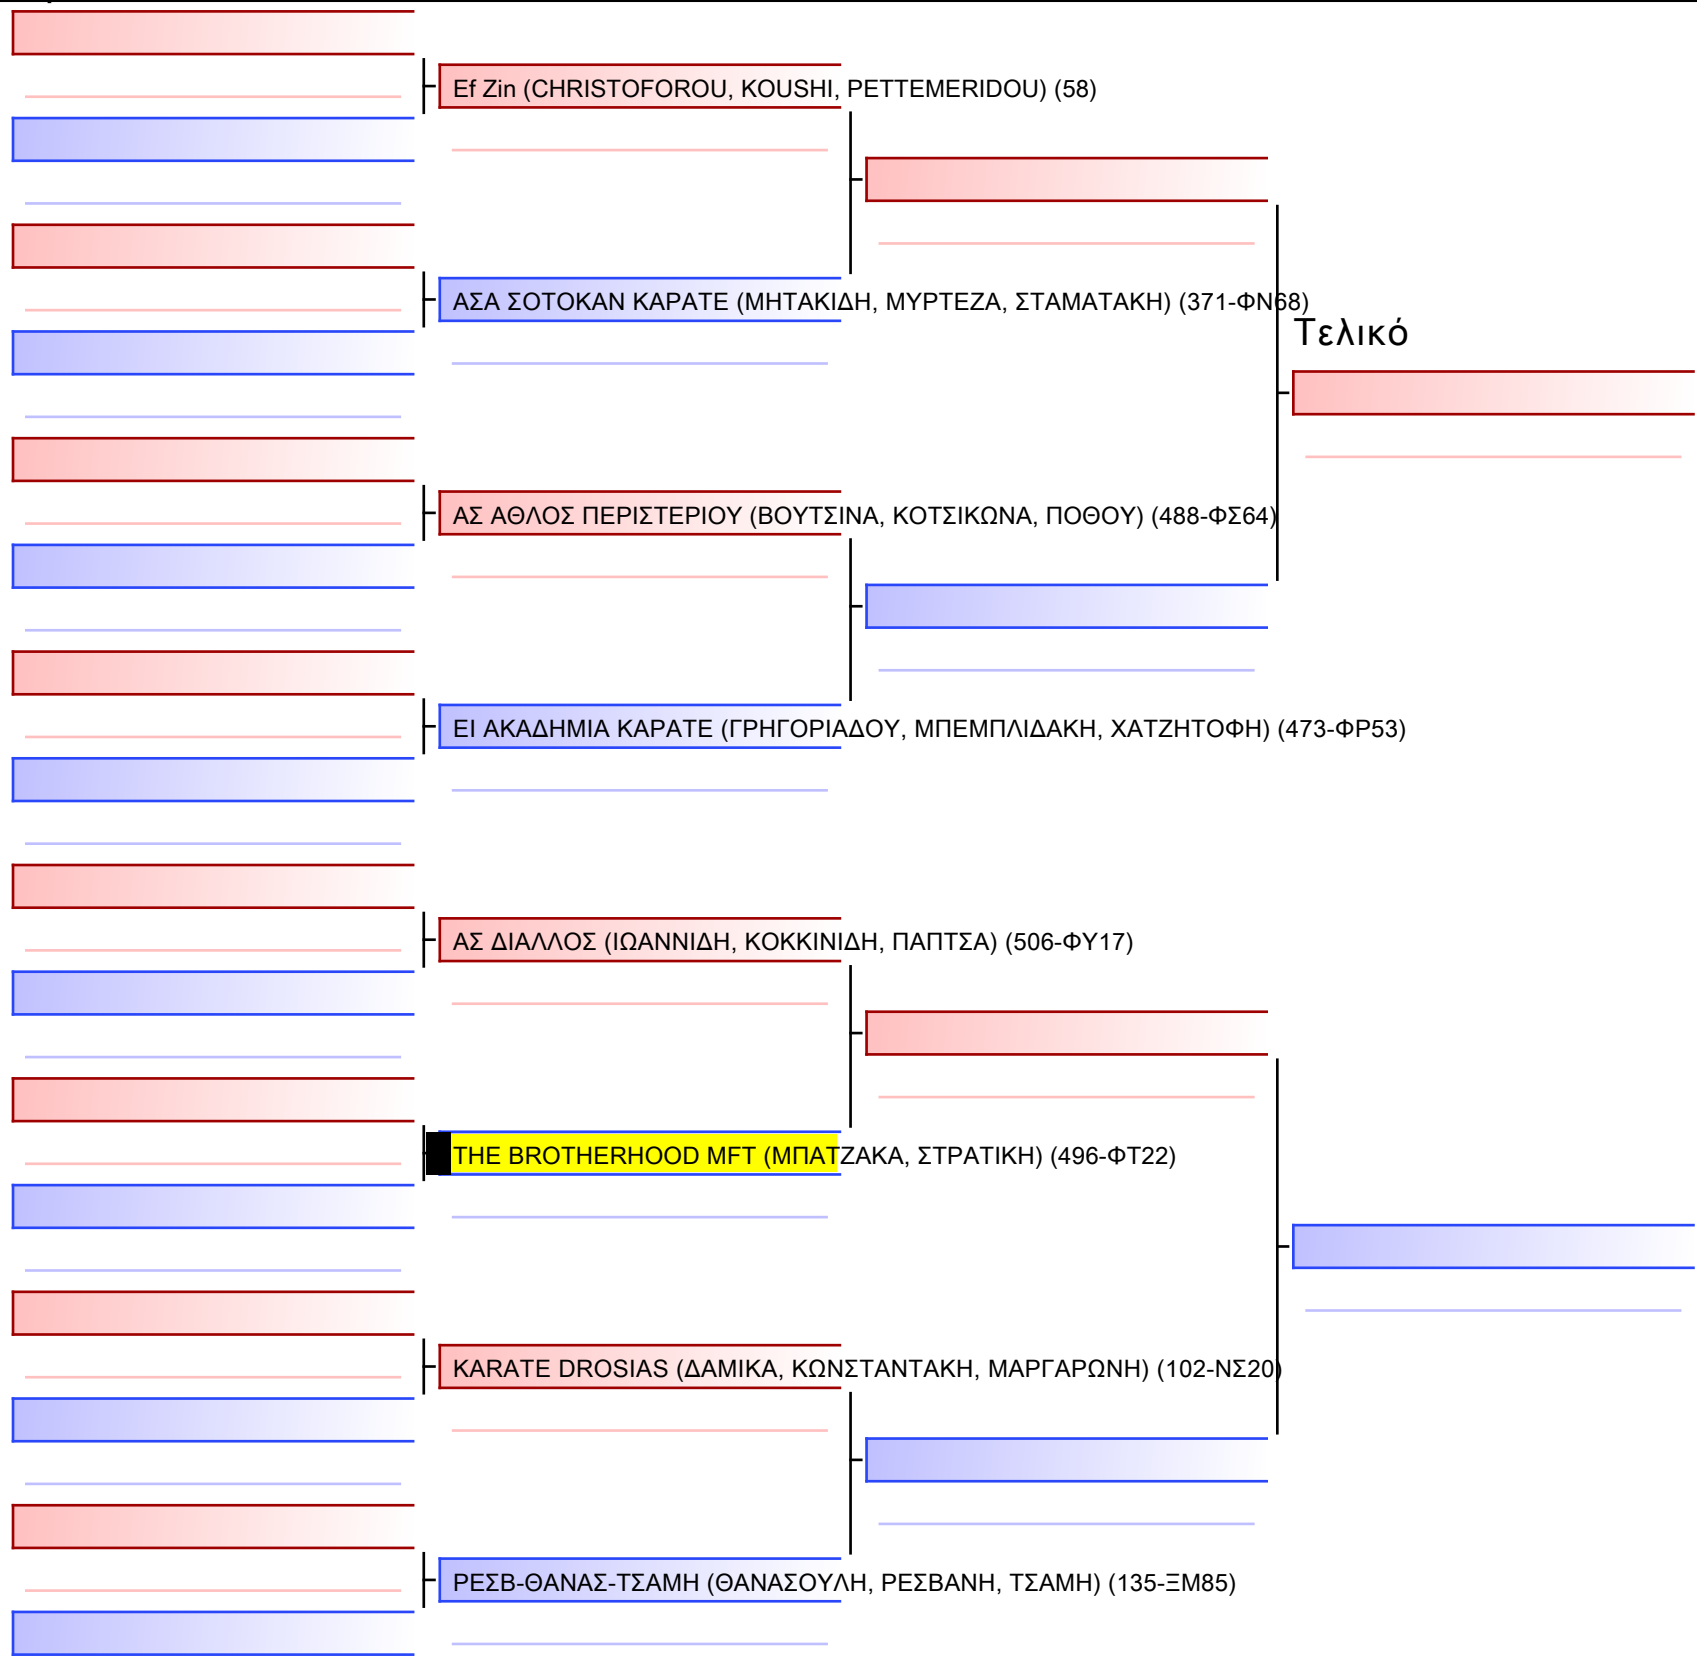 Ef Zin (CHRISTOFOROU, KOUSHI, PETTEMERIDOU) (58)
ΑΣΑ ΣΟΤΟΚΑΝ ΚΑΡΑΤΕ (ΜΗΤΑΚΙΔΗ, ΜΥΡΤΕΖΑ, ΣΤΑΜΑΤΑΚΗ) (371-ΦΝ68)
Τελικό
ΑΣ ΑΘΛΟΣ ΠΕΡΙΣΤΕΡΙΟΥ (ΒΟΥΤΣΙΝΑ, ΚΟΤΣΙΚΩΝΑ, ΠΟΘΟΥ) (488-ΦΣ64)
ΕΙ ΑΚΑΔΗΜΙΑ ΚΑΡΑΤΕ (ΓΡΗΓΟΡΙΑΔΟΥ, ΜΠΕΜΠΛΙΔΑΚΗ, ΧΑΤΖΗΤΟΦΗ) (473-ΦΡ53)
ΑΣ ΔΙΑΛΛΟΣ (ΙΩΑΝΝΙΔΗ, ΚΟΚΚΙΝΙΔΗ, ΠΑΠΤΣΑ) (506-ΦΥ17)
THE BROTHERHOOD MFT (ΜΠΑΤΖΑΚΑ, ΣΤΡΑΤΙΚΗ) (496-ΦΤ22)
KARATE DROSIAS (ΔΑΜΙΚΑ, ΚΩΝΣΤΑΝΤΑΚΗ, ΜΑΡΓΑΡΩΝΗ) (102-ΝΣ20)
ΡΕΣΒ-ΘΑΝΑΣ-ΤΣΑΜΗ (ΘΑΝΑΣΟΥΛΗ, ΡΕΣΒΑΝΗ, ΤΣΑΜΗ) (135-ΞΜ85)